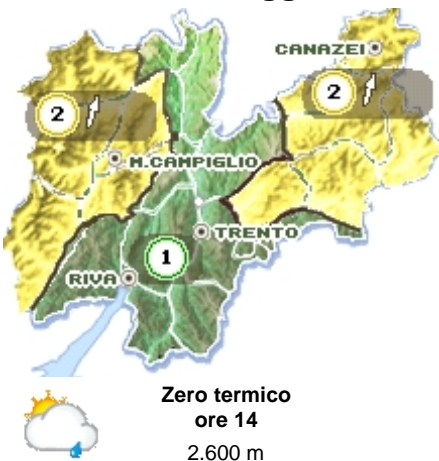 CANAZEI
2
2
M.CAMPIGLIO
TRENTO
1
RIVA
Zero termico
ore 14
2.600 m